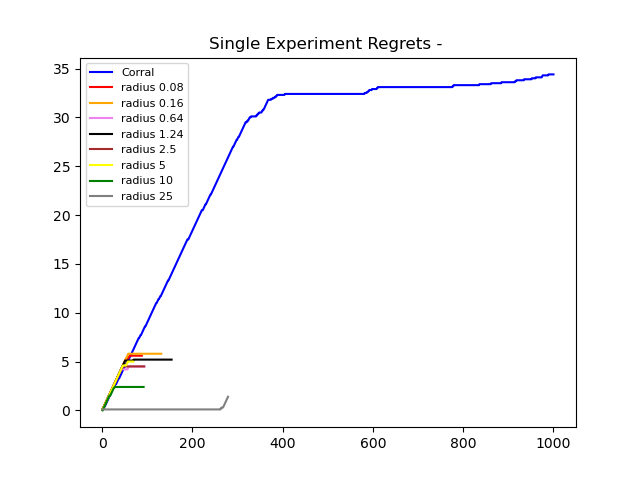 Single Experiment Regrets -
35
30
25
20
15
10
5
0
Corral
radius 0.08
radius 0.16
radius 0.64
radius 1.24
radius 2.5
radius 5
radius 10
radius 25
0 200 400 600 800 1000